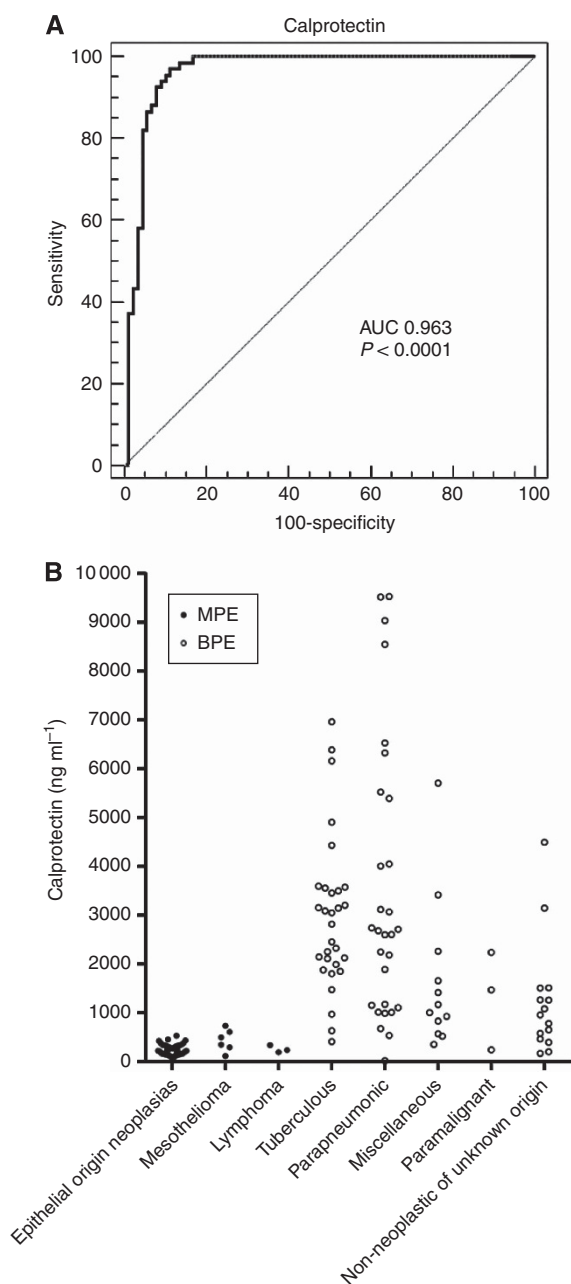 A
Calprotectin
100
80
60
40
20
0
Sensitivity
AUC 0.963
P < 0.0001
0 20 40 60 80 100
100-specificity
B
10 000
9000
8000
7000
6000
5000
4000
3000
2000
1000
0
Calprotectin (ng ml⁻¹)
MPE
BPE
Epithelial origin neoplasias
Mesothelioma
Lymphoma
Tuberculous
Parapneumonic
Miscellaneous
Paramalignant
Non-neoplastic of unknown origin